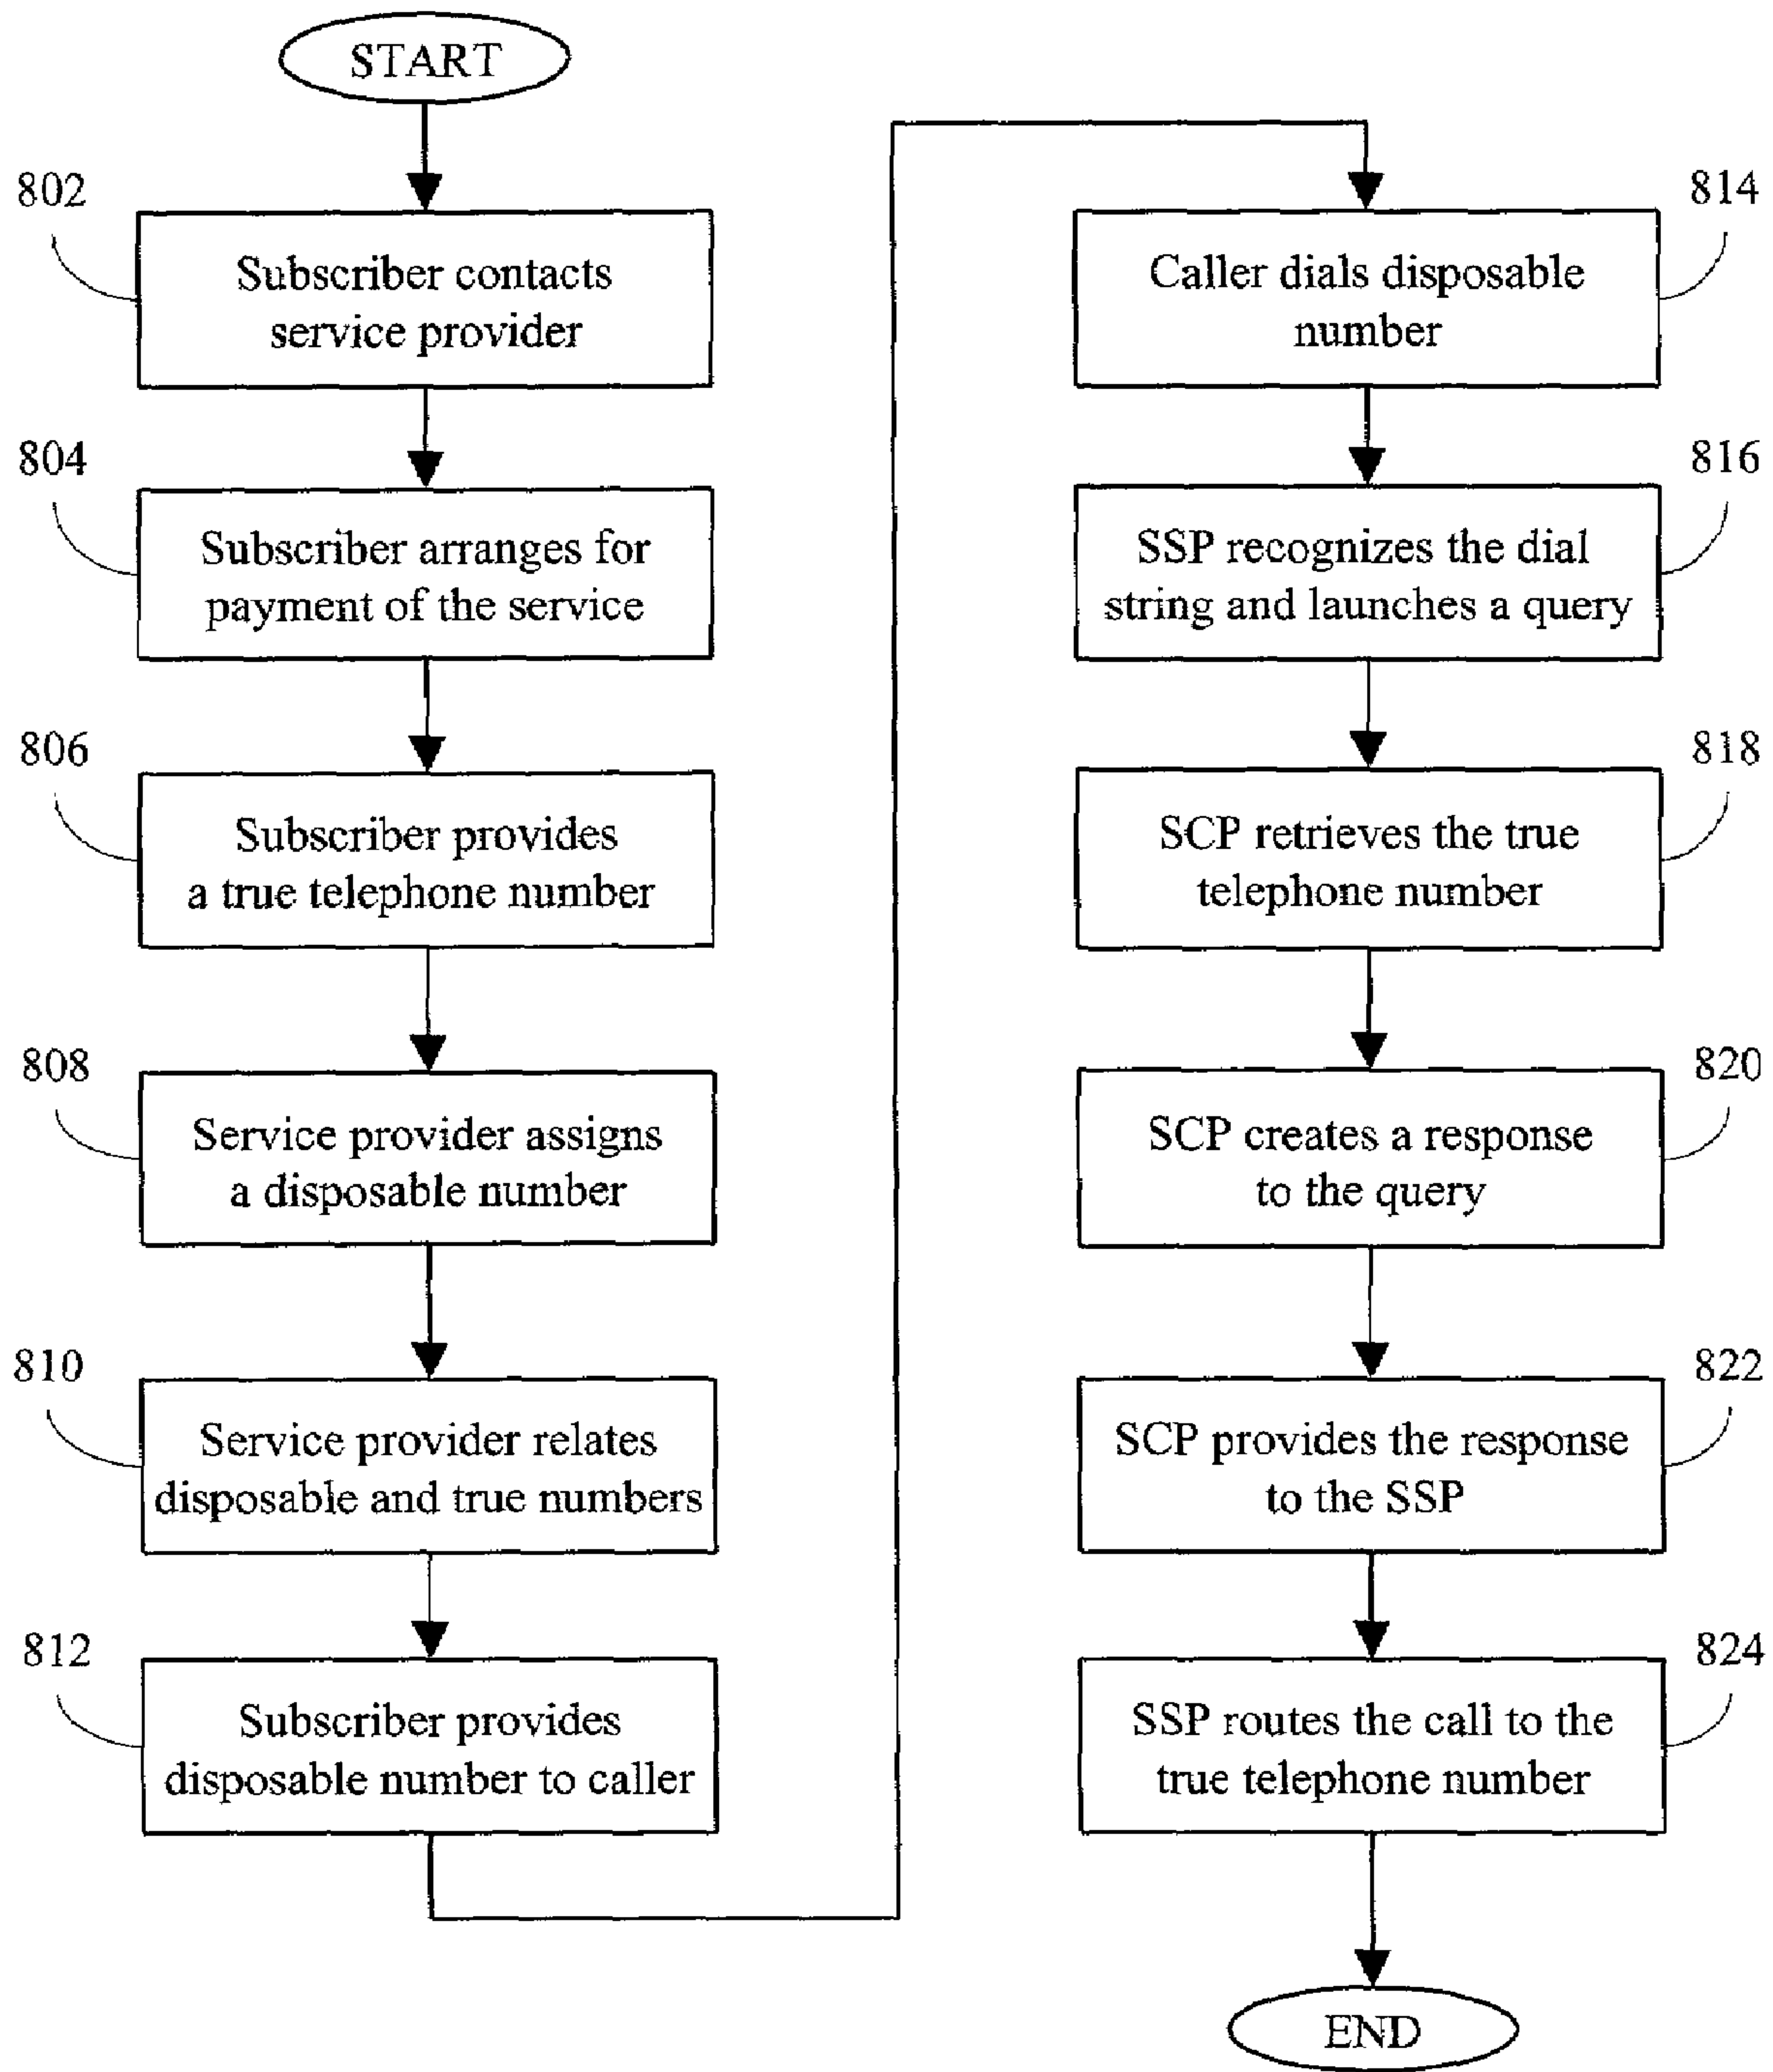 START
802
Subscriber contacts
service provider
804
Subscriber arranges for
payment of the service
806
Subscriber provides
a true telephone number
808
Service provider assigns
a disposable number
810
Service provider relates
disposable and true numbers
812
Subscriber provides
disposable number to caller
814
Caller dials disposable
number
816
SSP recognizes the dial
string and launches a query
818
SCP retrieves the true
telephone number
820
SCP creates a response
to the query
822
SCP provides the response
to the SSP
824
SSP routes the call to the
true telephone number
END